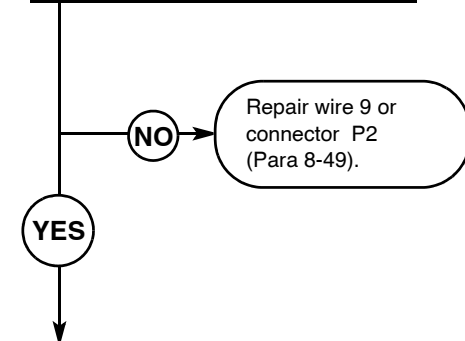 Repair wire 9 or
connector P2
(Para 8-49).
NO
YES